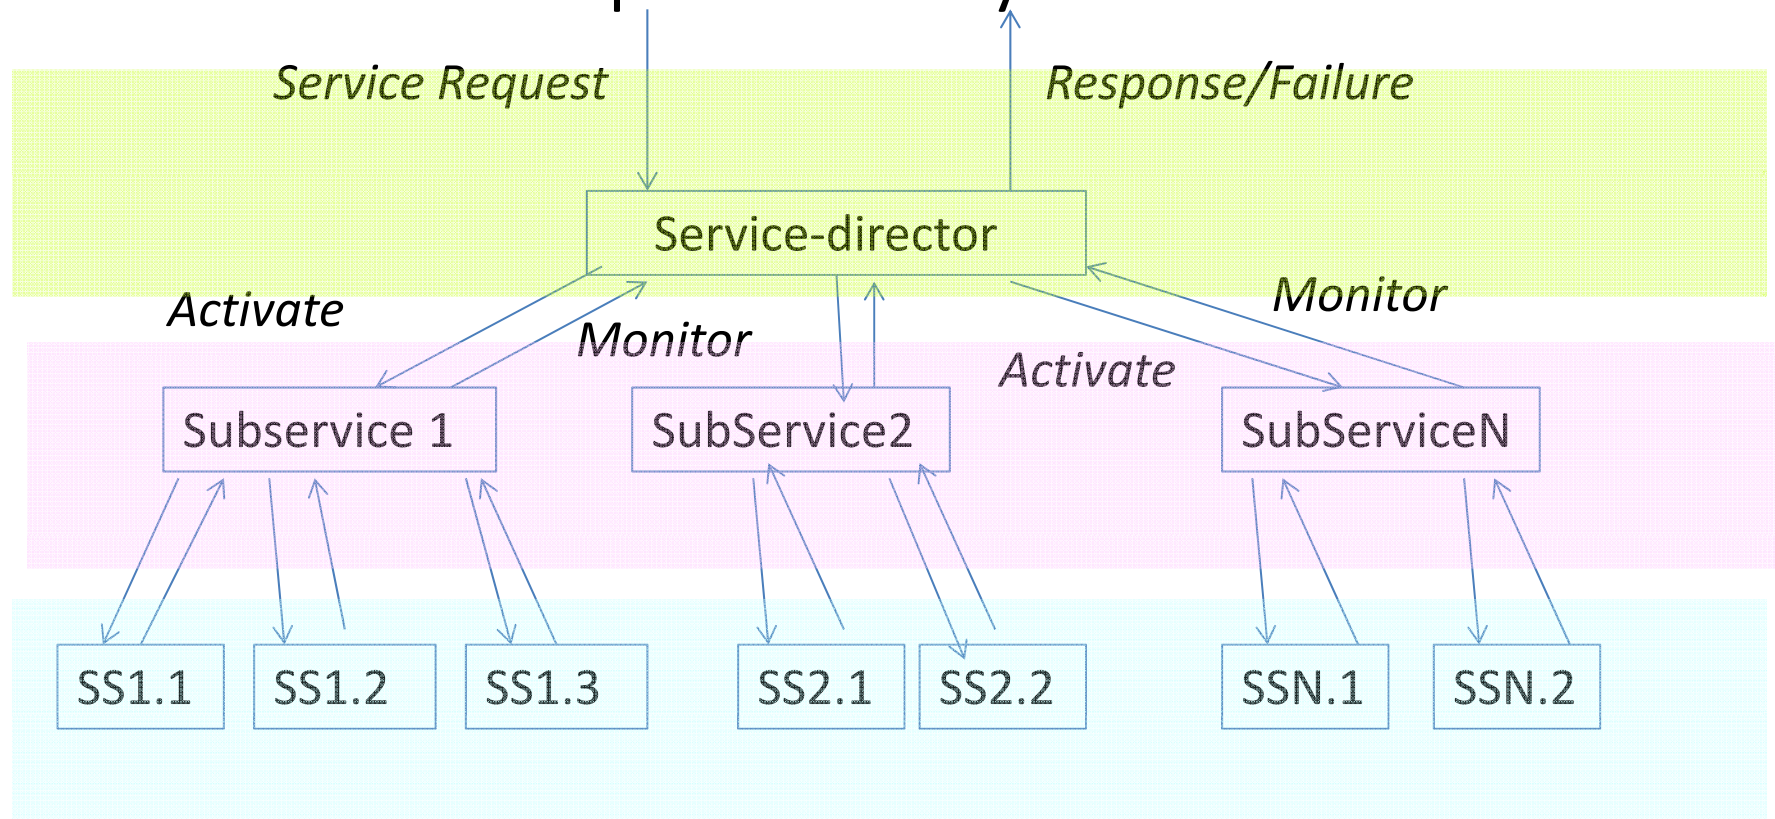 Service Request
Response/Failure
Service-director
Activate
Monitor
Monitor
Activate
Subservice 1
SubService2
SubServiceN
SS1.1
SS1.2
SS1.3
SS2.1
SS2.2
SSN.1
SSN.2